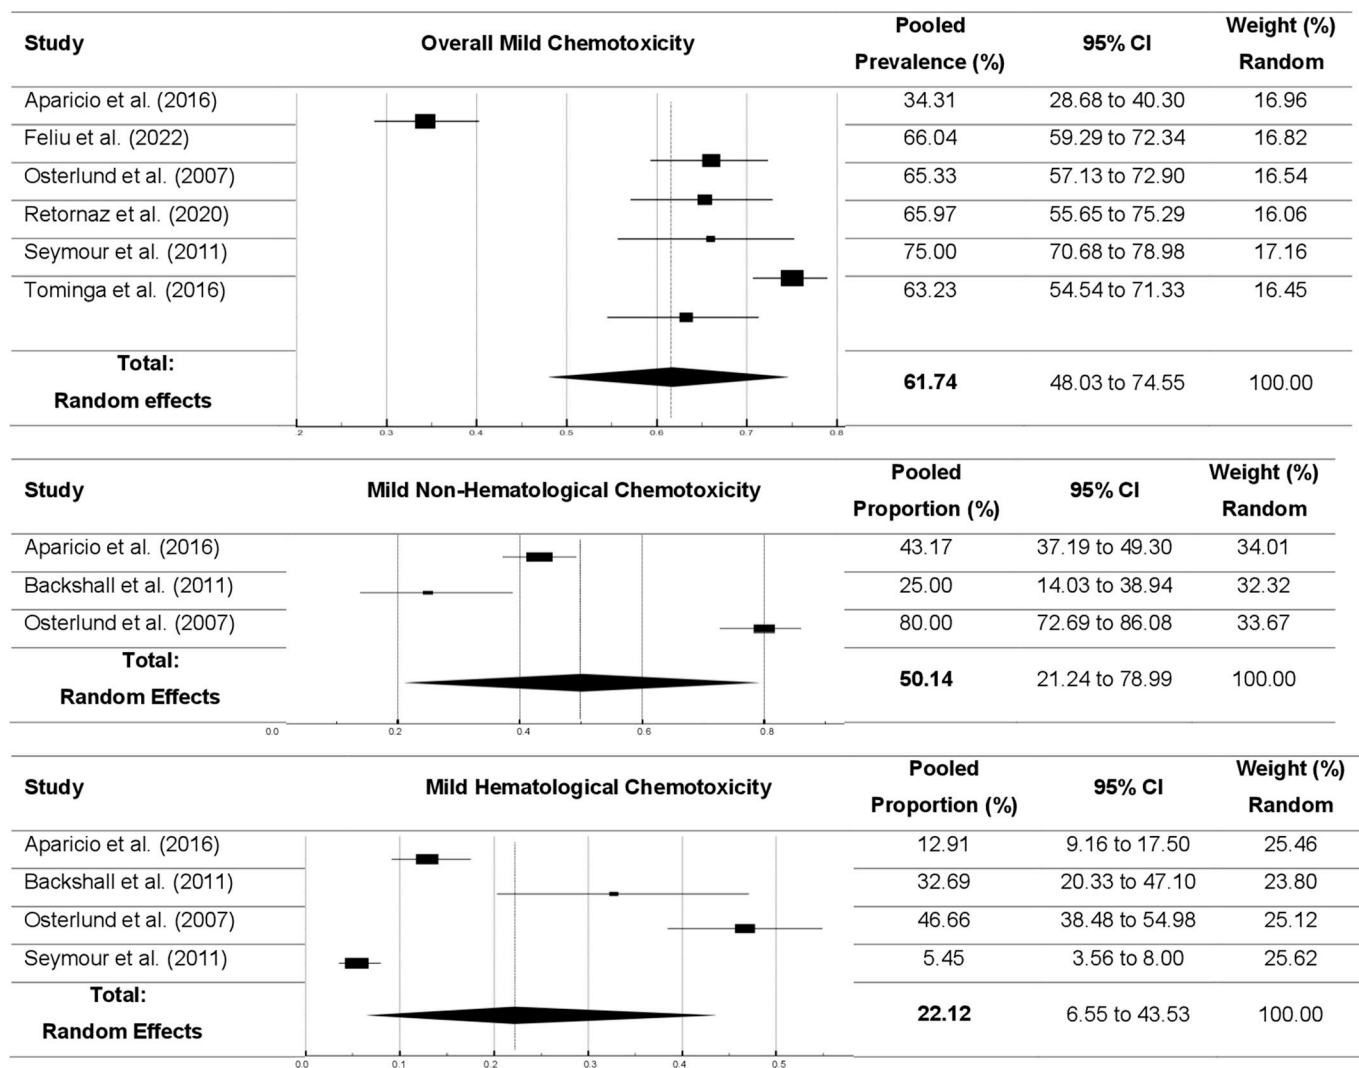 Study Overall Mild Chemotoxicity Pooled Prevalence (%) 95% CI Weight (%) Random
Aparicio et al. (2016) 34.31 28.68 to 40.30 16.96
Feliu et al. (2022) 66.04 59.29 to 72.34 16.82
Osterlund et al. (2007) 65.33 57.13 to 72.90 16.54
Retornaz et al. (2020) 65.97 55.65 to 75.29 16.06
Seymour et al. (2011) 75.00 70.68 to 78.98 17.16
Tominga et al. (2016) 63.23 54.54 to 71.33 16.45
Total: Random effects 61.74 48.03 to 74.55 100.00
.2 0.3 0.4 0.5 0.6 0.7 0.8
Study Mild Non-Hematological Chemotoxicity Pooled Proportion (%) 95% CI Weight (%) Random
Aparicio et al. (2016) 43.17 37.19 to 49.30 34.01
Backshall et al. (2011) 25.00 14.03 to 38.94 32.32
Osterlund et al. (2007) 80.00 72.69 to 86.08 33.67
Total: Random Effects 50.14 21.24 to 78.99 100.00
0.0 0.2 0.4 0.6 0.8
Study Mild Hematological Chemotoxicity Pooled Proportion (%) 95% CI Weight (%) Random
Aparicio et al. (2016) 12.91 9.16 to 17.50 25.46
Backshall et al. (2011) 32.69 20.33 to 47.10 23.80
Osterlund et al. (2007) 46.66 38.48 to 54.98 25.12
Seymour et al. (2011) 5.45 3.56 to 8.00 25.62
Total: Random Effects 22.12 6.55 to 43.53 100.00
0.0 0.1 0.2 0.3 0.4 0.5